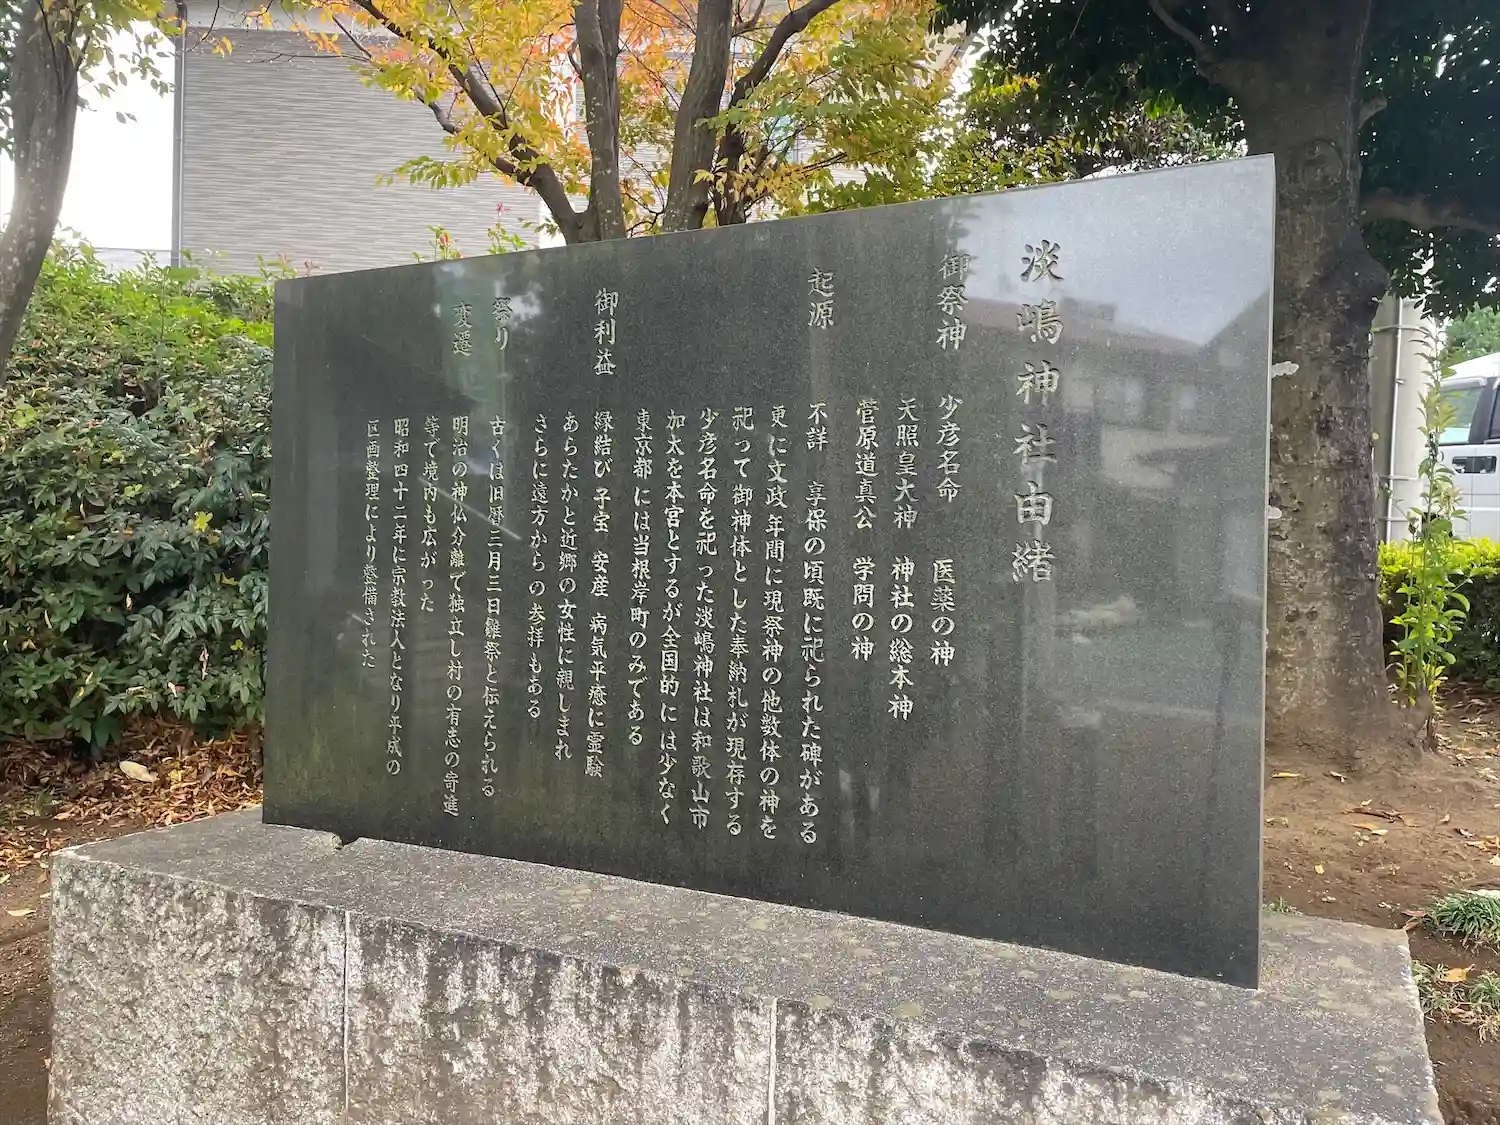 淡嶋神社由緒
御祭神　少彦名命　医薬の神
天照皇大神　神社の総本神
菅原道真公　学問の神
起源　不詳　享保の頃既に祀られた碑がある
更に文政年間に現祭神の他数体の神を
祀って御神体とした奉納札が現存する
少彦名命を祀った淡嶋神社は和歌山市
加太を本宮とするが全国的には少なく
東京都には当根岸町のみである
御利益　縁結び　子宝　安産　病気平癒に霊験
あらたかと近郷の女性に親しまれ
さらに遠方からの参拝もある
祭り　古くは旧暦三月三日雛祭と伝えられる
変遷　明治の神仏分離で独立し村の有志の寄進
等で境内も広がった
昭和四十二年に宗教法人となり平成の
区画整理により整備された